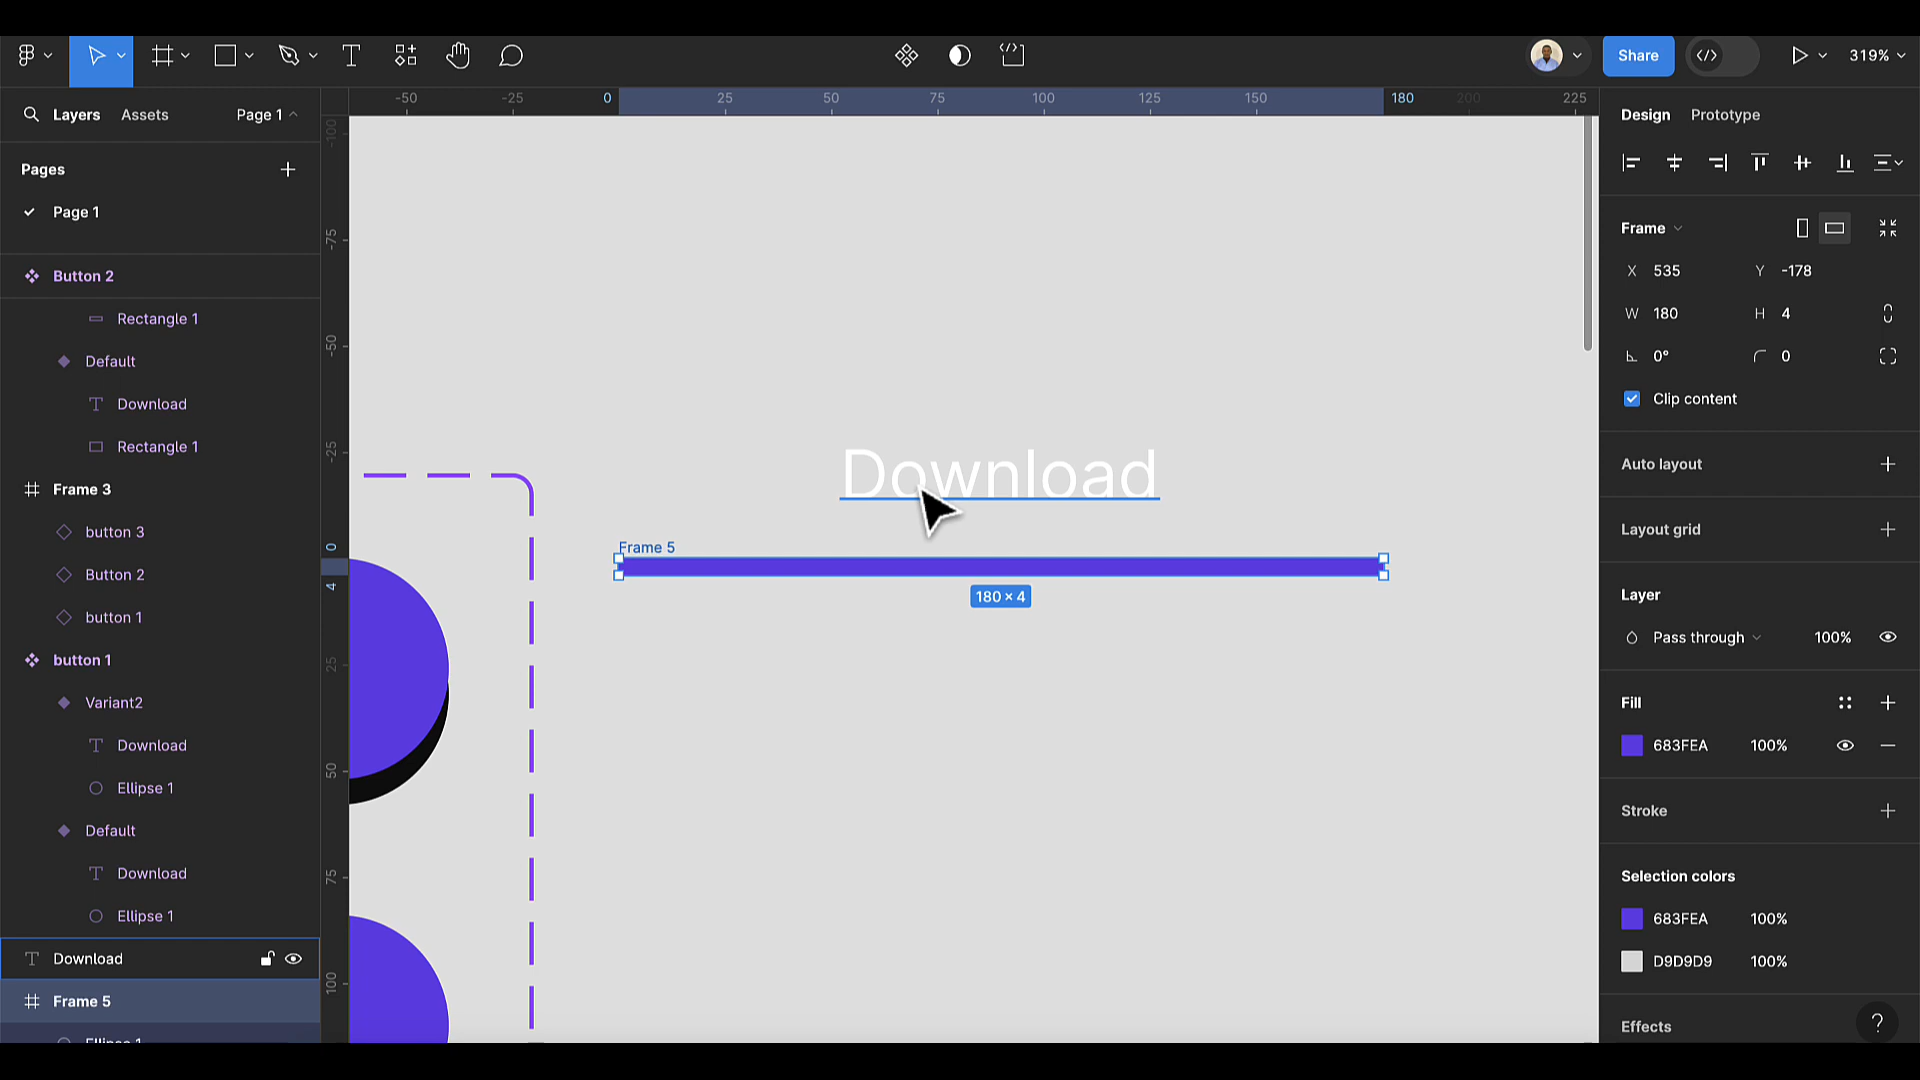 Share
319%
Layers
Assets
Page 1
-50
-25
0
25
50
75
100
125
150
180
200
225
Design
Prototype
Pages
Page 1
Button 2
Rectangle 1
Default
Download
Rectangle 1
Frame 3
button 3
Button 2
button 1
button 1
Variant2
Download
Ellipse 1
Default
Download
Ellipse 1
Download
Frame 5
Ellipse 1
-100
-75
-50
-25
0
4
25
50
75
100
Download
Frame 5
180 × 4
Frame
X 535
Y -178
W 180
H 4
0°
0
Clip content
Auto layout
Layout grid
Layer
Pass through
100%
Fill
683FEA 100%
Stroke
Selection colors
683FEA 100%
D9D9D9 100%
Effects
?